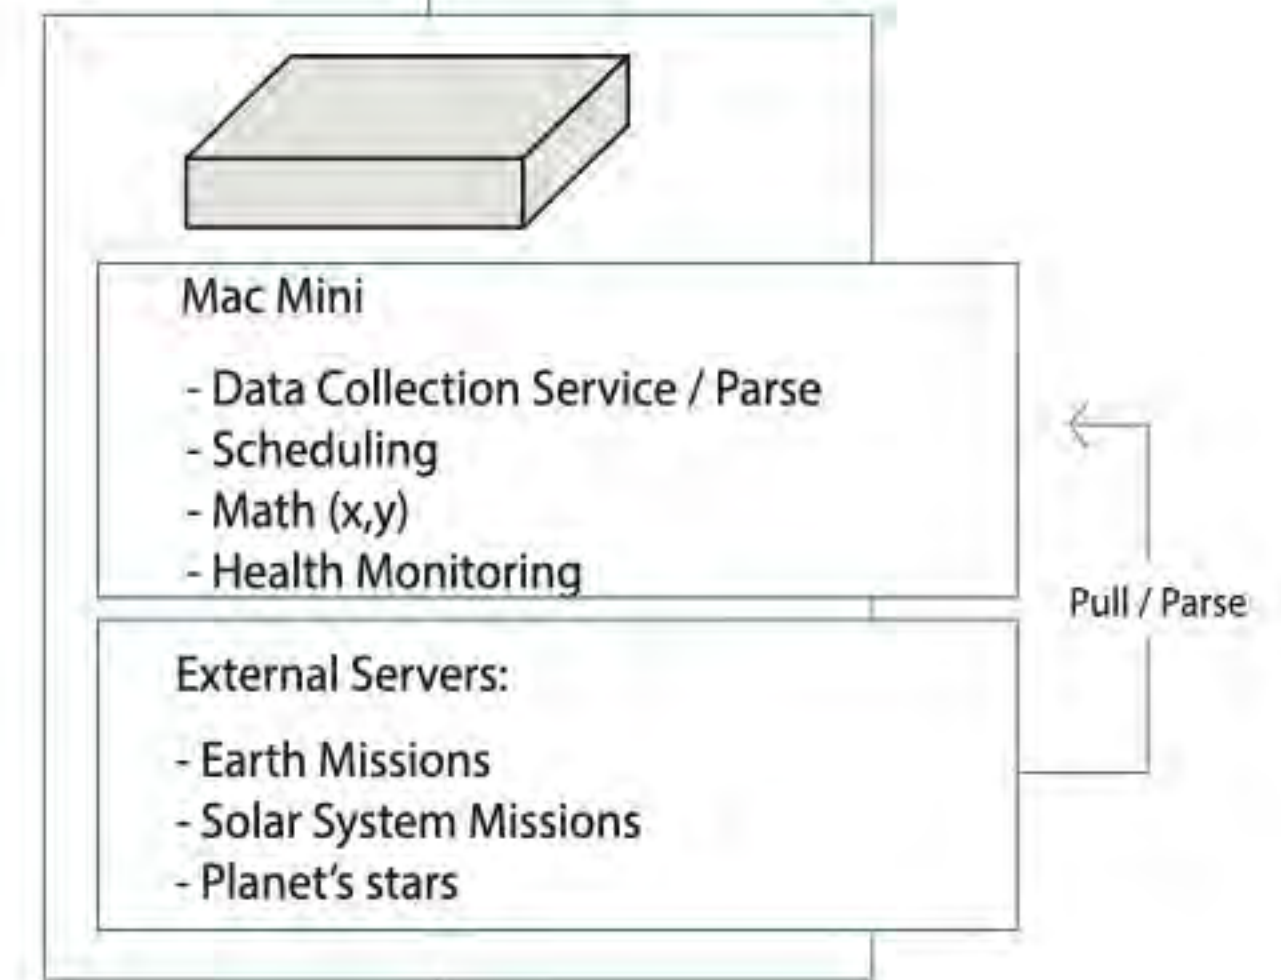 Mac Mini
- Data Collection Service / Parse
- Scheduling
- Math (x,y)
- Health Monitoring
Pull / Parse
External Servers:
- Earth Missions
- Solar System Missions
- Planet's stars